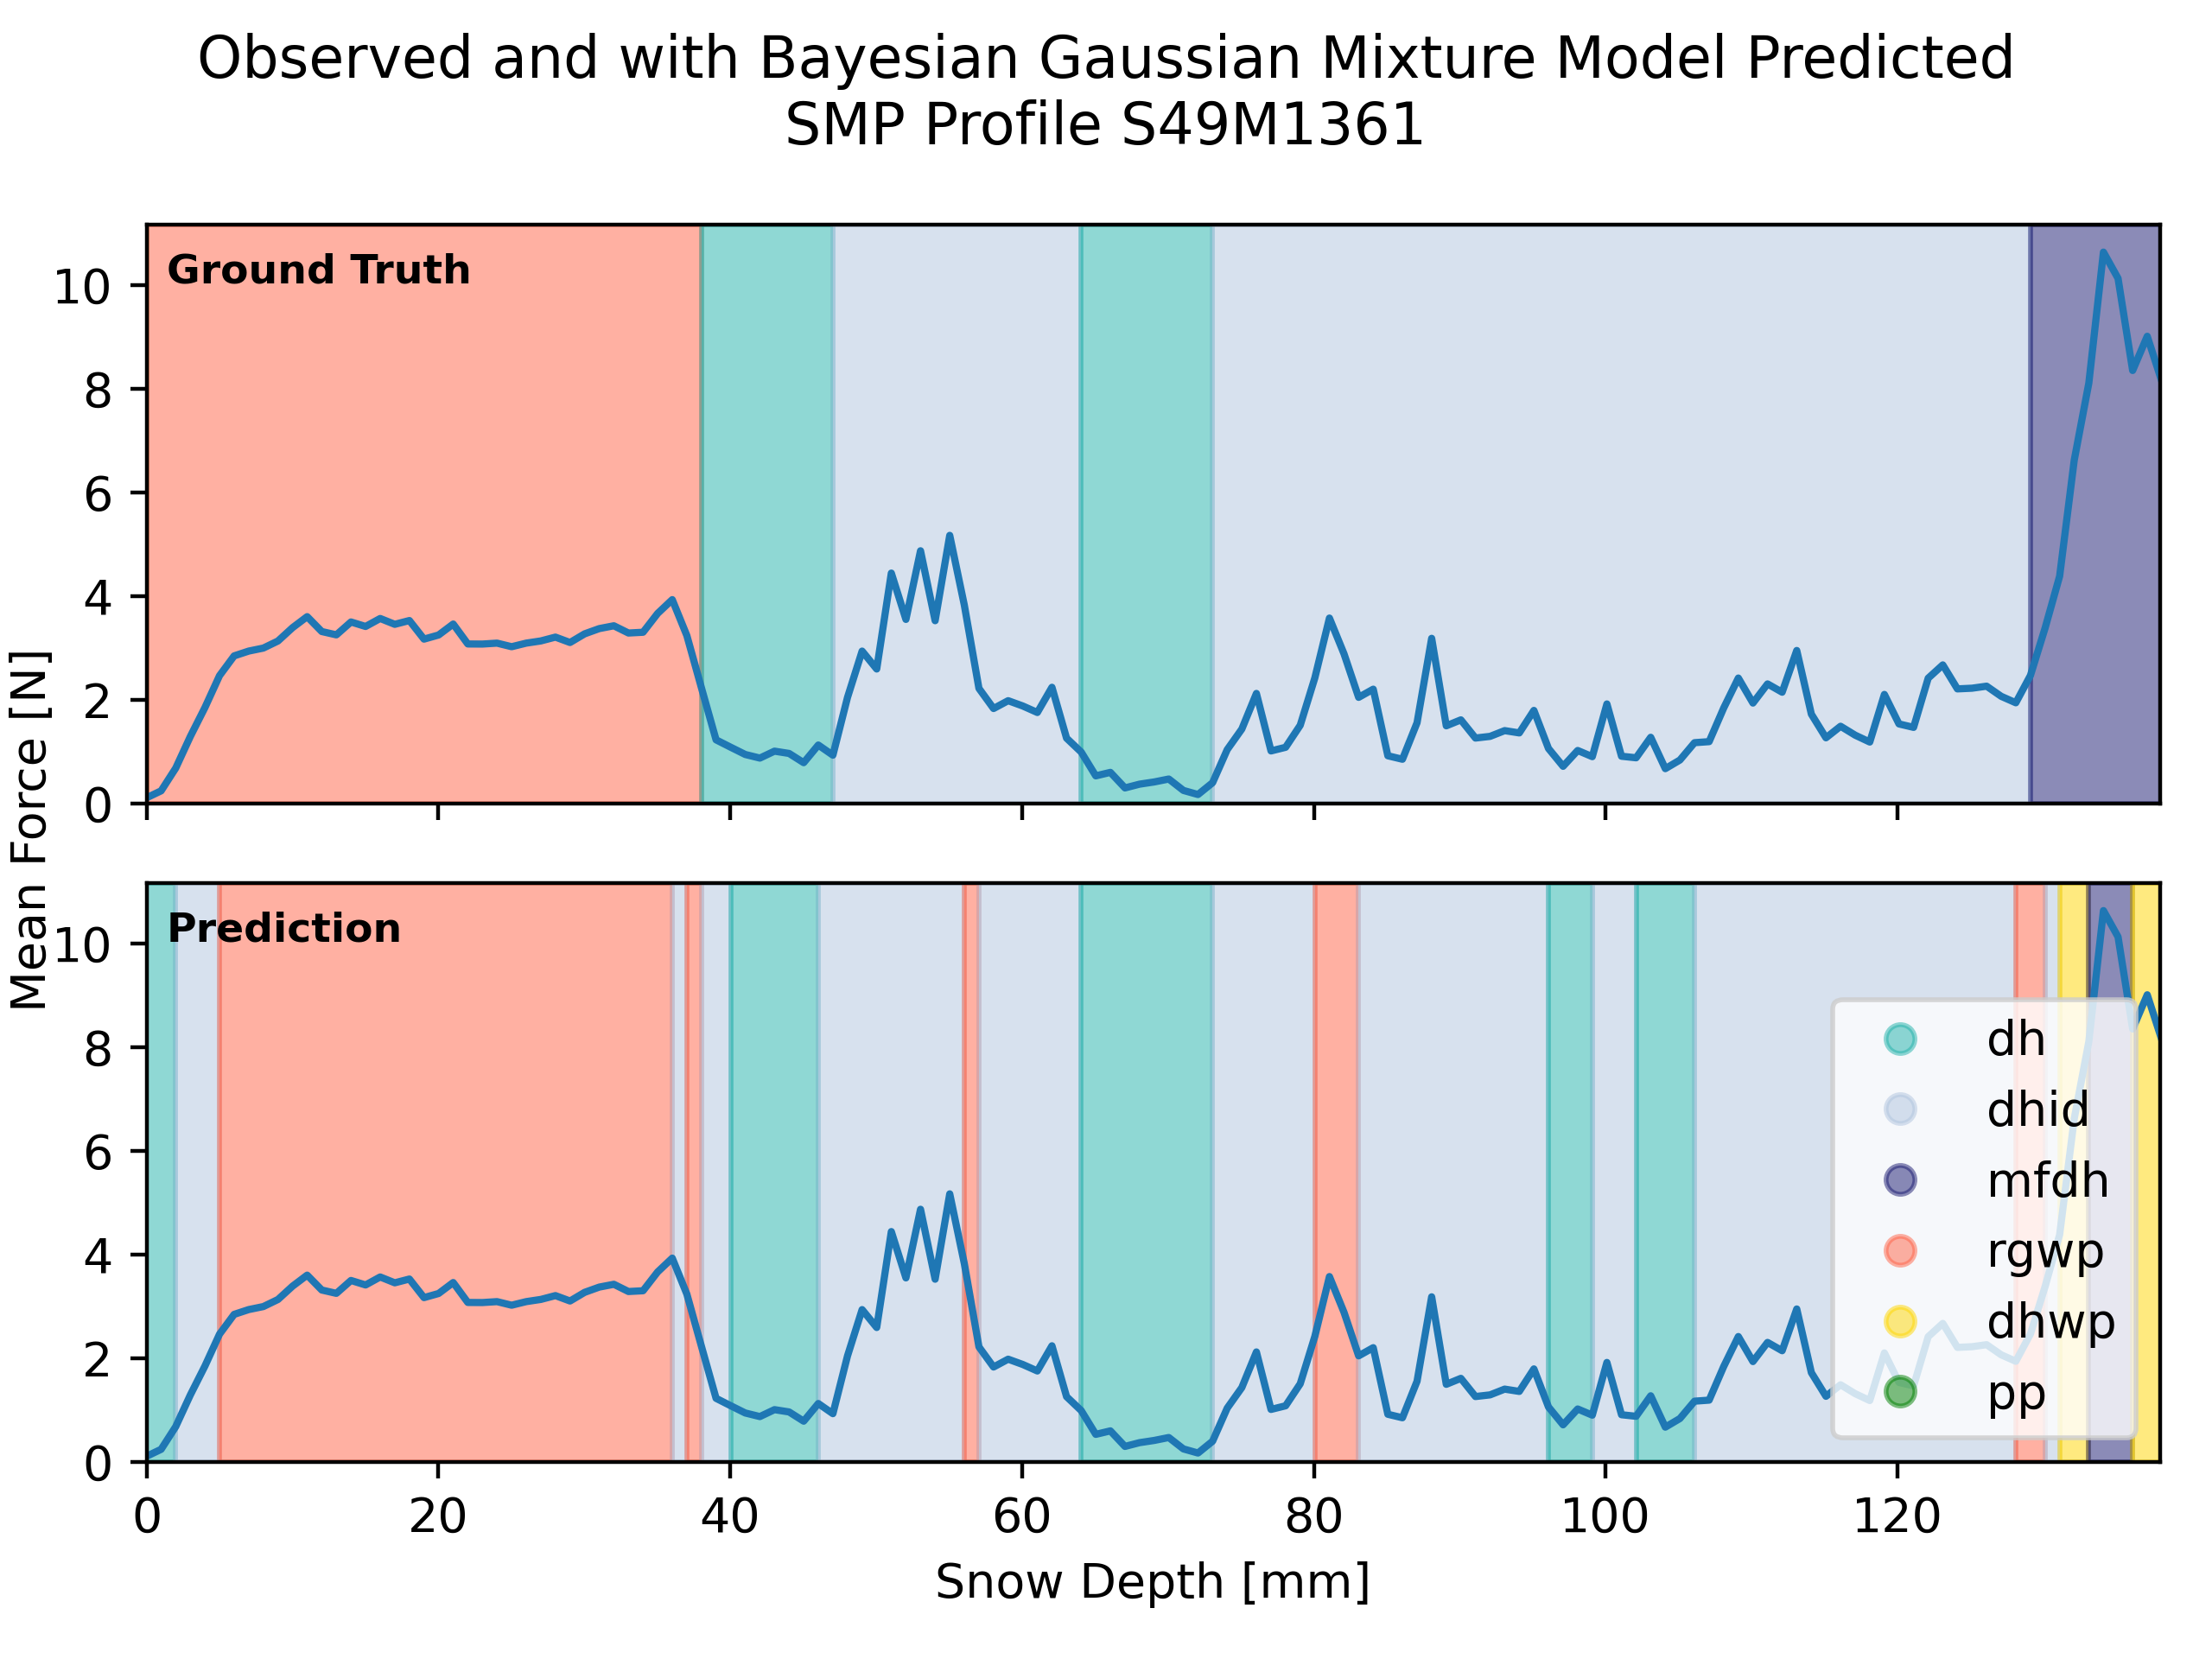 Observed and with Bayesian Gaussian Mixture Model Predicted
SMP Profile S49M1361
Mean Force [N]
Ground Truth
10
8
6
4
2
0
Prediction
10
8
6
4
2
0
dh
dhid
mfdh
rgwp
dhwp
pp
0 20 40 60 80 100 120
Snow Depth [mm]